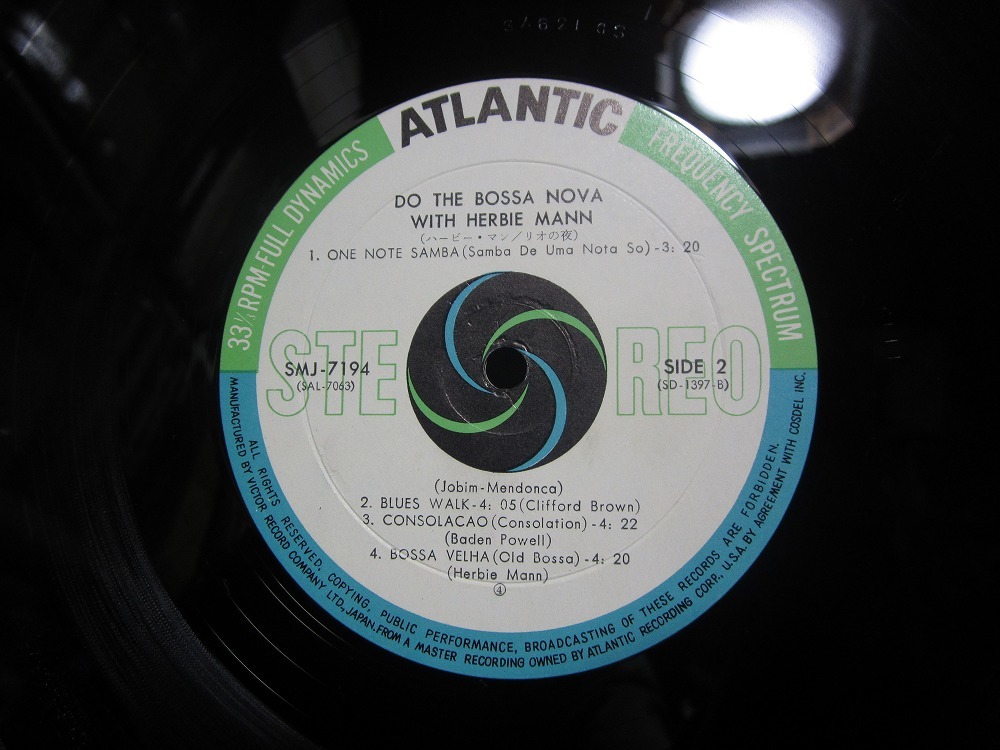 ATLANTIC
33⅓ RPM-FULL DYNAMICS
FREQUENCY SPECTRUM
DO THE BOSSA NOVA
WITH HERBIE MANN
(ハービー・マン／リオの夜)
1. ONE NOTE SAMBA (Samba De Uma Nota So) - 3: 20
STEREO
SMJ-7194
(SAL-7063)
SIDE 2
(SD-1397-B)
(Jobim-Mendonca)
2. BLUES WALK - 4: 05 (Clifford Brown)
3. CONSOLACAO (Consolation) - 4: 22
(Baden Powell)
4. BOSSA VELHA (Old Bossa) - 4: 20
(Herbie Mann)
④
ALL RIGHTS RESERVED, COPYING, PUBLIC PERFORMANCE, BROADCASTING OF THESE RECORDS ARE FORBIDDEN.
MANUFACTURED BY VICTOR RECORD COMPANY LTD., JAPAN. FROM A MASTER RECORDING OWNED BY ATLANTIC RECORDING CORP., U.S.A. BY AGREEMENT WITH COSDEL INC.